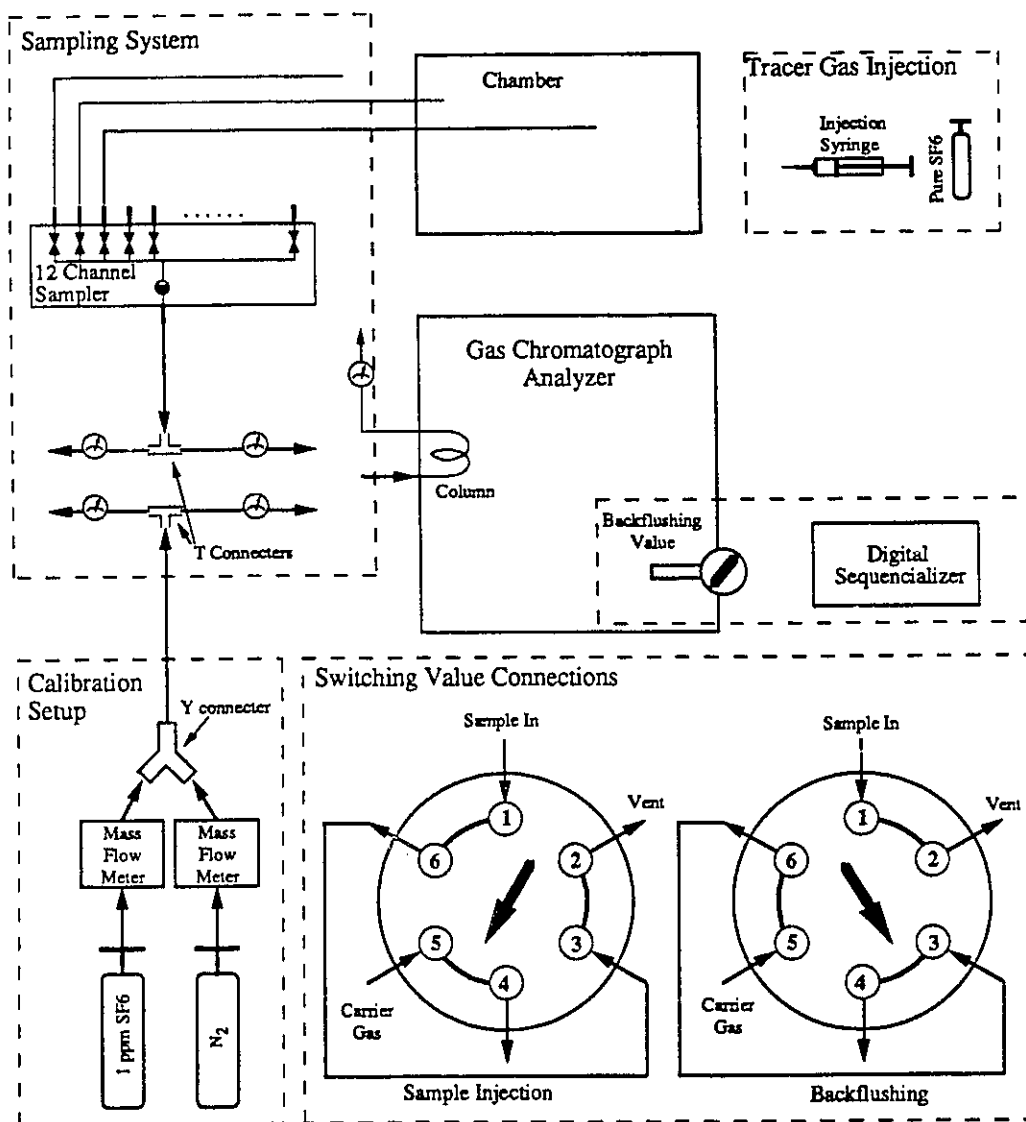 Sampling System
Chamber
Tracer Gas Injection
Injection
Syringe
Pure SF6
......
12 Channel
Sampler
Gas Chromatograph
Analyzer
Column
Backflushing
Value
Digital
Sequencializer
T Connecters
Calibration
Setup
Y connecter
Mass
Flow
Meter
Mass
Flow
Meter
1 ppm SF6
N2
Switching Value Connections
Sample In
Vent
1
2
3
4
5
6
Carrier
Gas
Sample Injection
Sample In
Vent
1
2
3
4
5
6
Carrier
Gas
Backflushing